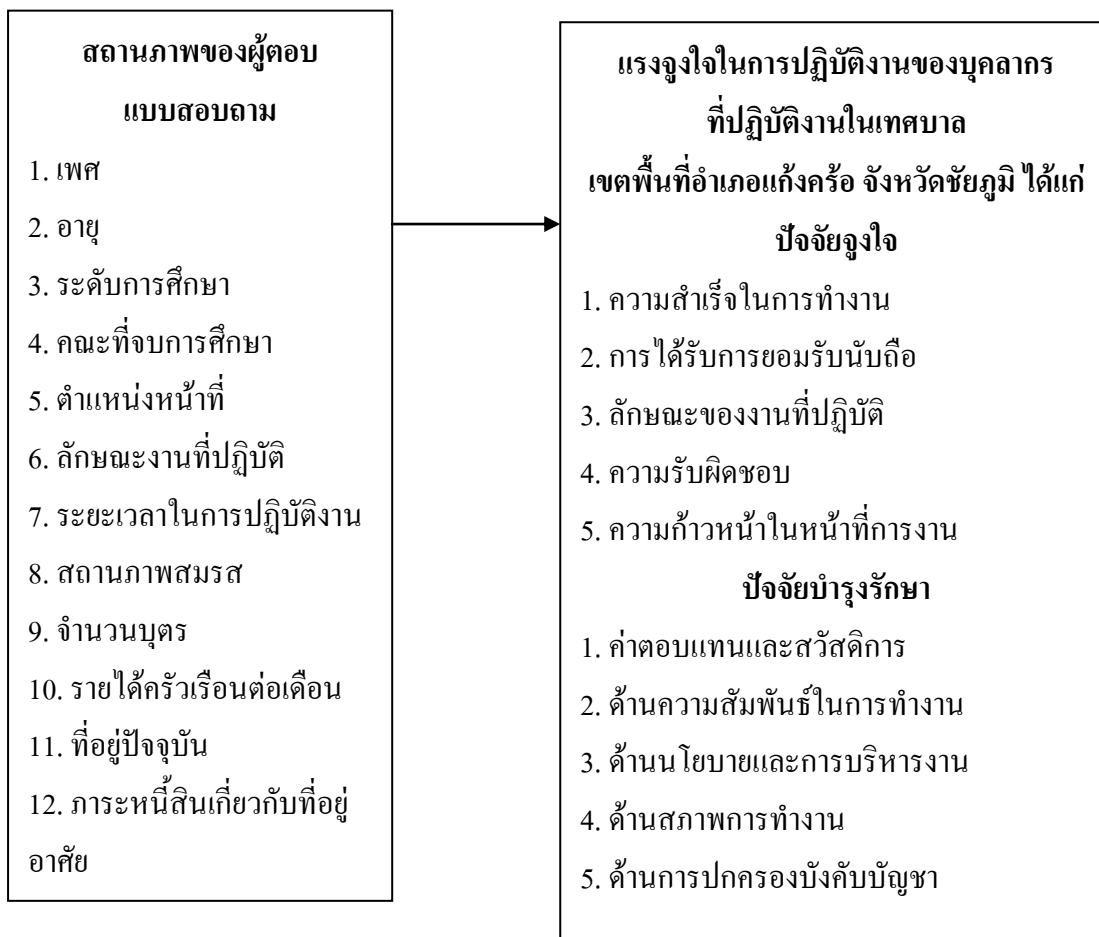 สถานภาพของผู้ตอบ
แบบสอบถาม
1. เพศ
2. อายุ
3. ระดับการศึกษา
4. คณะที่จบการศึกษา
5. ตำแหน่งหน้าที่
6. ลักษณะงานที่ปฏิบัติ
7. ระยะเวลาในการปฏิบัติงาน
8. สถานภาพสมรส
9. จำนวนบุตร
10. รายได้ครัวเรือนต่อเดือน
11. ที่อยู่ปัจจุบัน
12. ภาระหนี้สินเกี่ยวกับที่อยู่
อาศัย
แรงจูงใจในการปฏิบัติงานของบุคลากร
ที่ปฏิบัติงานในเทศบาล
เขตพื้นที่อำเภอแก้งคร้อ จังหวัดชัยภูมิ ได้แก่
ปัจจัยจูงใจ
1. ความสำเร็จในการทำงาน
2. การได้รับการยอมรับนับถือ
3. ลักษณะของงานที่ปฏิบัติ
4. ความรับผิดชอบ
5. ความก้าวหน้าในหน้าที่การงาน
ปัจจัยบำรุงรักษา
1. ค่าตอบแทนและสวัสดิการ
2. ด้านความสัมพันธ์ในการทำงาน
3. ด้านนโยบายและการบริหารงาน
4. ด้านสภาพการทำงาน
5. ด้านการปกครองบังคับบัญชา